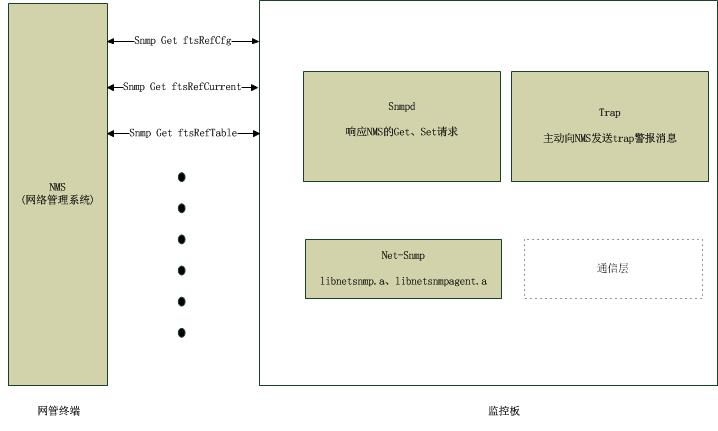 Snmp Get ftsRefCfg
Snmp Get ftsRefCurrent
Snmp Get ftsRefTable
NMS
(网络管理系统)
Snmpd
响应NMS的Get、Set请求
Trap
主动向NMS发送trap警报消息
Net-Snmp
libnetsnmp.a、libnetsnmpagent.a
通信层
网管终端
监控板